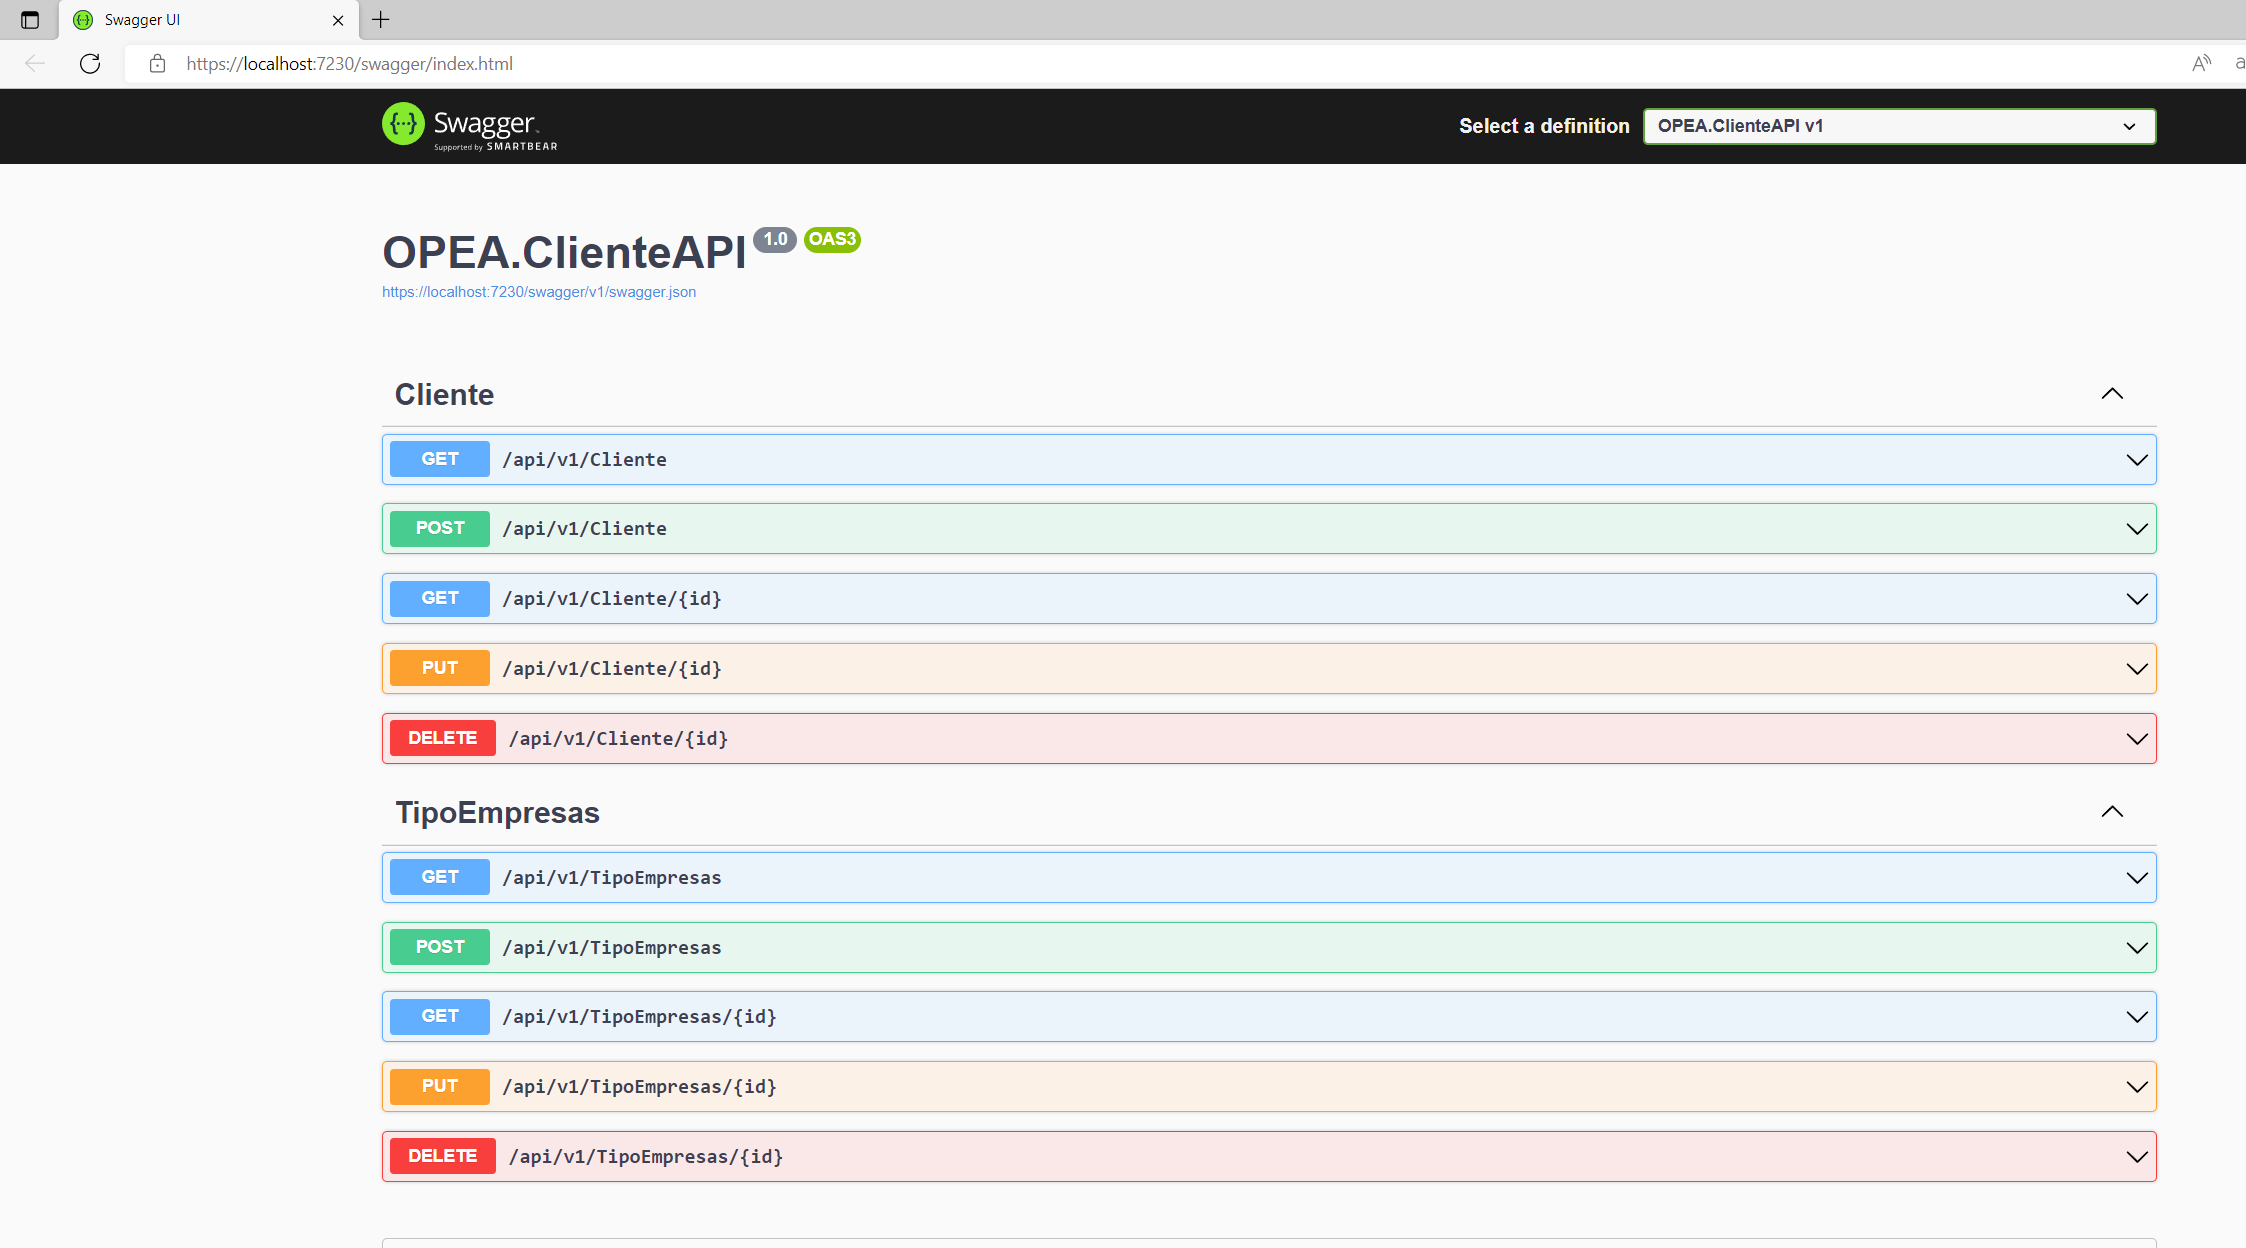 Swagger UI
https://localhost:7230/swagger/index.html
Swagger
Supported by SMARTBEAR
Select a definition
OPEA.ClienteAPI v1
OPEA.ClienteAPI 1.0 OAS3
https://localhost:7230/swagger/v1/swagger.json
Cliente
GET /api/v1/Cliente
POST /api/v1/Cliente
GET /api/v1/Cliente/{id}
PUT /api/v1/Cliente/{id}
DELETE /api/v1/Cliente/{id}
TipoEmpresas
GET /api/v1/TipoEmpresas
POST /api/v1/TipoEmpresas
GET /api/v1/TipoEmpresas/{id}
PUT /api/v1/TipoEmpresas/{id}
DELETE /api/v1/TipoEmpresas/{id}